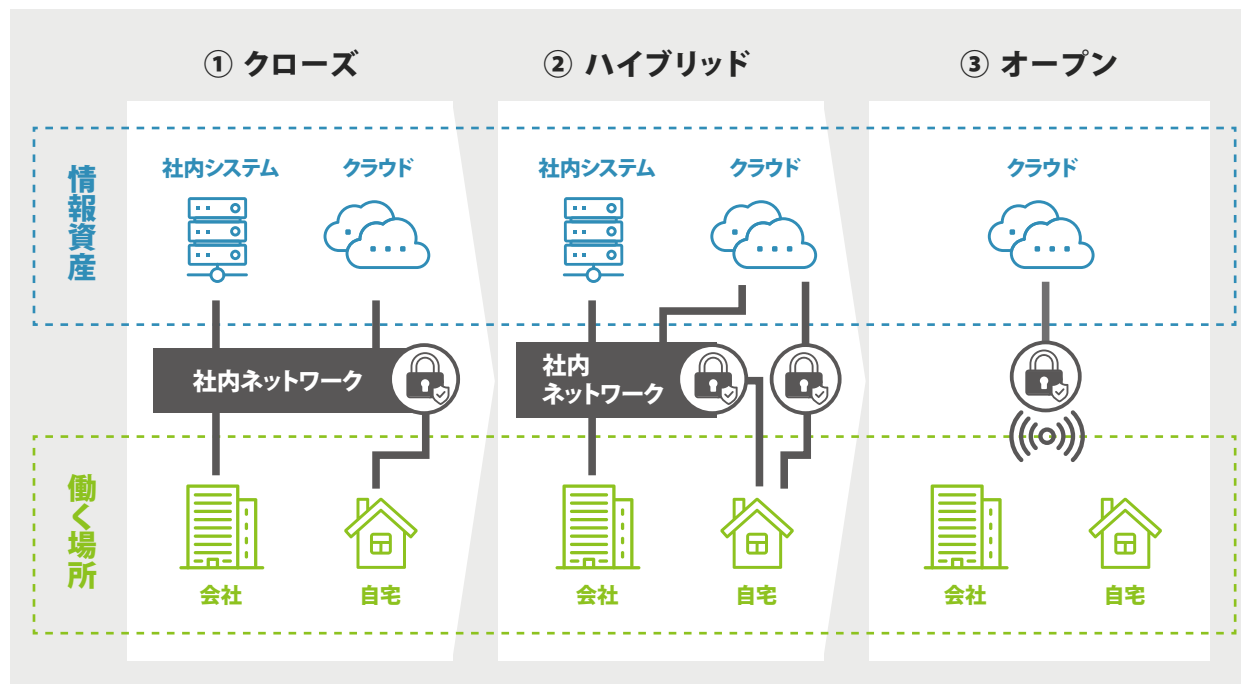 ① クローズ
② ハイブリッド
③ オープン
情報資産
社内システム
クラウド
社内システム
クラウド
クラウド
社内ネットワーク
社内
ネットワーク
働く場所
会社
自宅
会社
自宅
会社
自宅